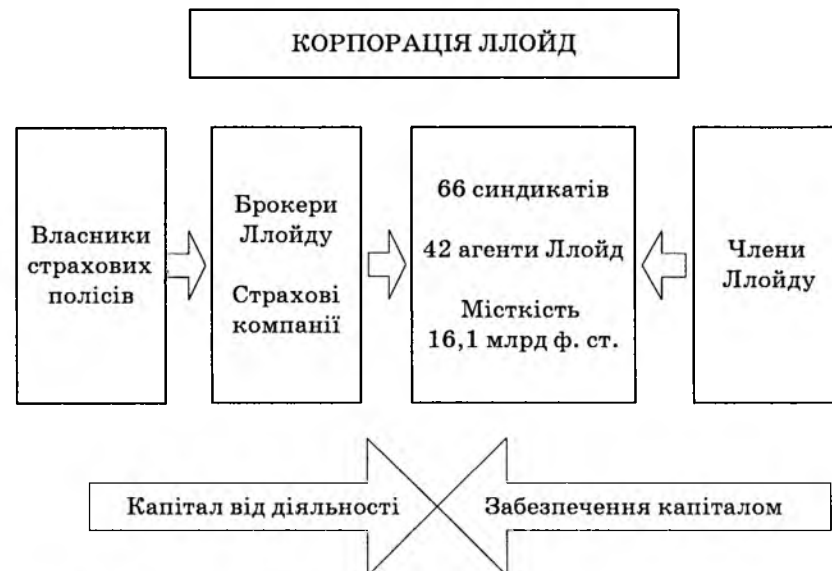 КОРПОРАЦІЯ ЛЛОЙД
Власники
страхових
полісів
Брокери
Ллойду
Страхові
компанії
66 синдикатів
42 агенти Ллойд
Місткість
16,1 млрд ф. ст.
Члени
Ллойду
Капітал від діяльності
Забезпечення капіталом